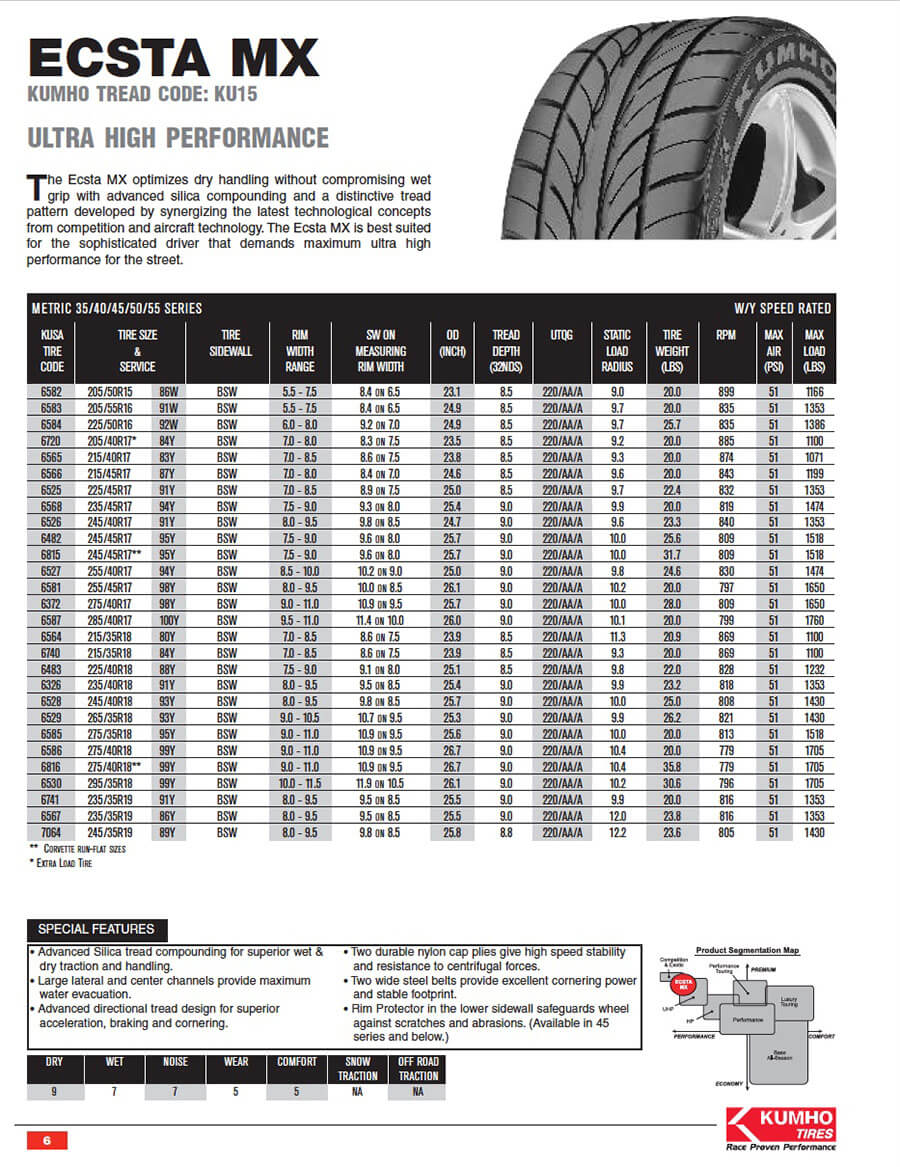 ECSTA MX
KUMHO TREAD CODE: KU15
ULTRA HIGH PERFORMANCE
The Ecsta MX optimizes dry handling without compromising wet
grip with advanced silica compounding and a distinctive tread
pattern developed by synergizing the latest technological concepts
from competition and aircraft technology. The Ecsta MX is best suited
for the sophisticated driver that demands maximum ultra high
performance for the street.
KUMHO
METRIC 35/40/45/50/55 SERIES W/Y SPEED RATED
KUSA TIRE CODE TIRE SIZE & SERVICE TIRE SIDEWALL RIM WIDTH RANGE SW ON MEASURING RIM WIDTH OD (INCH) TREAD DEPTH (32NDS) UTQG STATIC LOAD RADIUS TIRE WEIGHT (LBS) RPM MAX AIR (PSI) MAX LOAD (LBS)
6582 205/50R15 86W BSW 5.5 - 7.5 8.4 ON 6.5 23.1 8.5 220/AA/A 9.0 20.0 899 51 1166
6583 205/55R16 91W BSW 5.5 - 7.5 8.4 ON 6.5 24.9 8.5 220/AA/A 9.7 20.0 835 51 1353
6584 225/50R16 92W BSW 6.0 - 8.0 9.2 ON 7.0 24.9 8.5 220/AA/A 9.7 25.7 835 51 1386
6720 205/40R17* 84Y BSW 7.0 - 8.0 8.3 ON 7.5 23.5 8.5 220/AA/A 9.2 20.0 885 51 1100
6565 215/40R17 83Y BSW 7.0 - 8.5 8.6 ON 7.5 23.8 8.5 220/AA/A 9.3 20.0 874 51 1071
6566 215/45R17 87Y BSW 7.0 - 8.0 8.4 ON 7.0 24.6 8.5 220/AA/A 9.6 20.0 843 51 1199
6525 225/45R17 91Y BSW 7.0 - 8.5 8.9 ON 7.5 25.0 8.5 220/AA/A 9.7 22.4 832 51 1353
6568 235/45R17 94Y BSW 7.5 - 9.0 9.3 ON 8.0 25.4 9.0 220/AA/A 9.9 20.0 819 51 1474
6526 245/40R17 91Y BSW 8.0 - 9.5 9.8 ON 8.5 24.7 9.0 220/AA/A 9.6 23.3 840 51 1353
6482 245/45R17 95Y BSW 7.5 - 9.0 9.6 ON 8.0 25.7 9.0 220/AA/A 10.0 25.6 809 51 1518
6815 245/45R17** 95Y BSW 7.5 - 9.0 9.6 ON 8.0 25.7 9.0 220/AA/A 10.0 31.7 809 51 1518
6527 255/40R17 94Y BSW 8.5 - 10.0 10.2 ON 9.0 25.0 9.0 220/AA/A 9.8 24.6 830 51 1474
6581 255/45R17 98Y BSW 8.0 - 9.5 10.0 ON 8.5 26.1 9.0 220/AA/A 10.2 20.0 797 51 1650
6372 275/40R17 98Y BSW 9.0 - 11.0 10.9 ON 9.5 25.7 9.0 220/AA/A 10.0 28.0 809 51 1650
6587 285/40R17 100Y BSW 9.5 - 11.0 11.4 ON 10.0 26.0 9.0 220/AA/A 10.1 20.0 799 51 1760
6564 215/35R18 80Y BSW 7.0 - 8.5 8.6 ON 7.5 23.9 8.5 220/AA/A 11.3 20.9 869 51 1100
6740 215/35R18 84Y BSW 7.0 - 8.5 8.6 ON 7.5 23.9 8.5 220/AA/A 9.3 20.0 869 51 1100
6483 225/40R18 88Y BSW 7.5 - 9.0 9.1 ON 8.0 25.1 8.5 220/AA/A 9.8 22.0 828 51 1232
6326 235/40R18 91Y BSW 8.0 - 9.5 9.5 ON 8.5 25.4 9.0 220/AA/A 9.9 23.2 818 51 1353
6528 245/40R18 93Y BSW 8.0 - 9.5 9.8 ON 8.5 25.7 9.0 220/AA/A 10.0 25.0 808 51 1430
6529 265/35R18 93Y BSW 9.0 - 10.5 10.7 ON 9.5 25.3 9.0 220/AA/A 9.9 26.2 821 51 1430
6585 275/35R18 95Y BSW 9.0 - 11.0 10.9 ON 9.5 25.6 9.0 220/AA/A 10.0 20.0 813 51 1518
6586 275/40R18 99Y BSW 9.0 - 11.0 10.9 ON 9.5 26.7 9.0 220/AA/A 10.4 20.0 779 51 1705
6816 275/40R18** 99Y BSW 9.0 - 11.0 10.9 ON 9.5 26.7 9.0 220/AA/A 10.4 35.8 779 51 1705
6530 295/35R18 99Y BSW 10.0 - 11.5 11.9 ON 10.5 26.1 9.0 220/AA/A 10.2 30.6 796 51 1705
6741 235/35R19 91Y BSW 8.0 - 9.5 9.5 ON 8.5 25.5 9.0 220/AA/A 9.9 20.0 816 51 1353
6567 235/35R19 86Y BSW 8.0 - 9.5 9.5 ON 8.5 25.5 9.0 220/AA/A 12.0 23.8 816 51 1353
7064 245/35R19 89Y BSW 8.0 - 9.5 9.8 ON 8.5 25.8 8.8 220/AA/A 12.2 23.6 805 51 1430
** CORVETTE RUN-FLAT SIZES
* EXTRA LOAD TIRE
SPECIAL FEATURES
• Advanced Silica tread compounding for superior wet &
dry traction and handling.
• Large lateral and center channels provide maximum
water evacuation.
• Advanced directional tread design for superior
acceleration, braking and cornering.
• Two durable nylon cap plies give high speed stability
and resistance to centrifugal forces.
• Two wide steel belts provide excellent cornering power
and stable footprint.
• Rim Protector in the lower sidewall safeguards wheel
against scratches and abrasions. (Available in 45
series and below.)
Product Segmentation Map
Competition
& Exotic
Performance
Touring
PREMIUM
ECSTA
MX
UHP
HP
Luxury
Touring
Performance
PERFORMANCE
COMFORT
Base
All-Season
ECONOMY
DRY WET NOISE WEAR COMFORT SNOW TRACTION OFF ROAD TRACTION
9 7 7 5 5 NA NA
KUMHO
TIRES
Race Proven Performance
6